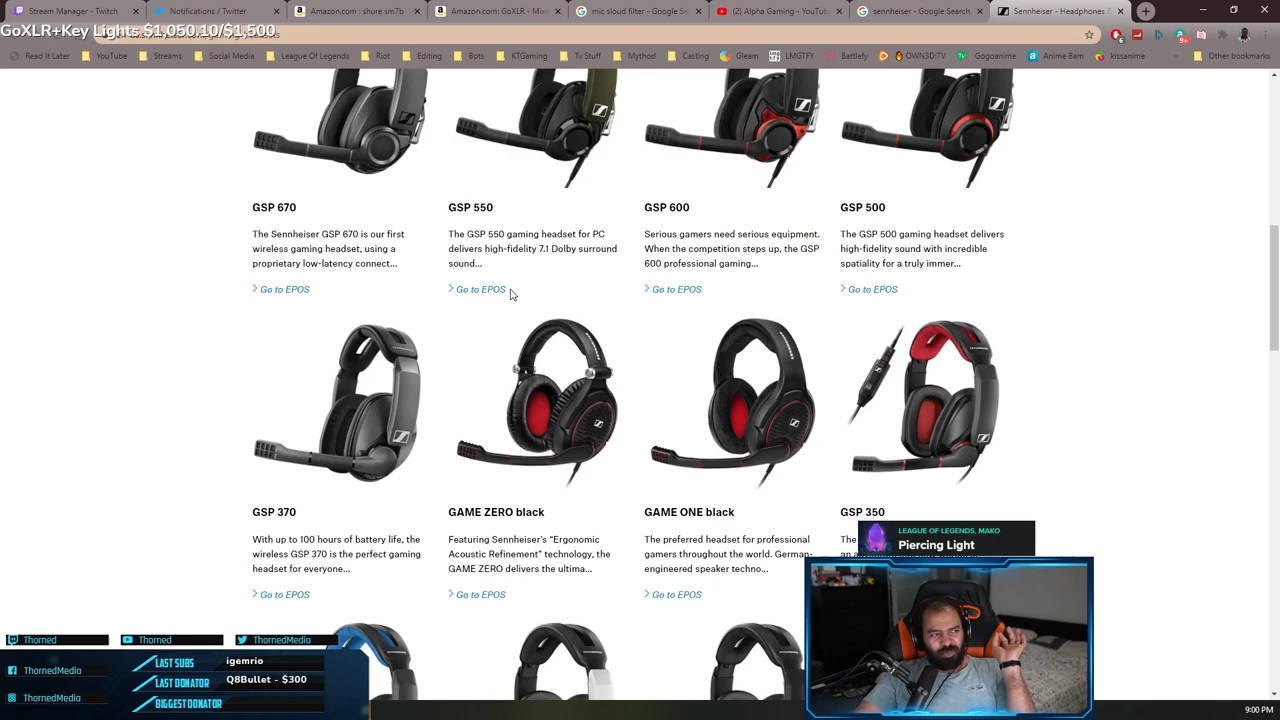 Stream Manager - Twitch
Notifications / Twitter
Amazon.com : shure sm7b
Amazon.com: GoXLR - Mixe
mic cloud filter - Google Se
(2) Alpha Gaming - YouTub
sennheiser - Google Search
Sennheiser - Headphones &
GoXLR+Key Lights $1,050.10/$1,500
Read It Later
YouTube
Streams
Social Media
League Of Legends
Riot
Editing
Bots
KTGaming
Tv Stuff
Mythod
Casting
Gleam
LMGTFY
Battlefy
OWN3D.TV
Gogoanime
Anime Bam
kissanime
Other bookmarks
GSP 670
GSP 550
GSP 600
GSP 500
The Sennheiser GSP 670 is our first
wireless gaming headset, using a
proprietary low-latency connect...
The GSP 550 gaming headset for PC
delivers high-fidelity 7.1 Dolby surround
sound...
Serious gamers need serious equipment.
When the competition steps up, the GSP
600 professional gaming...
The GSP 500 gaming headset delivers
high-fidelity sound with incredible
spatiality for a truly immer...
Go to EPOS
Go to EPOS
Go to EPOS
Go to EPOS
GSP 370
GAME ZERO black
GAME ONE black
GSP 350
With up to 100 hours of battery life, the
wireless GSP 370 is the perfect gaming
headset for everyone...
Featuring Sennheiser's “Ergonomic
Acoustic Refinement” technology, the
GAME ZERO delivers the ultima...
The preferred headset for professional
gamers throughout the world. German-
engineered speaker techno...
Go to EPOS
Go to EPOS
Go to EPOS
LEAGUE OF LEGENDS, MAKO
Piercing Light
Thorned
Thorned
ThornedMedia
ThornedMedia
ThornedMedia
LAST SUBS
igemrio
LAST DONATOR
Q8Bullet - $300
BIGGEST DONATOR
9:00 PM